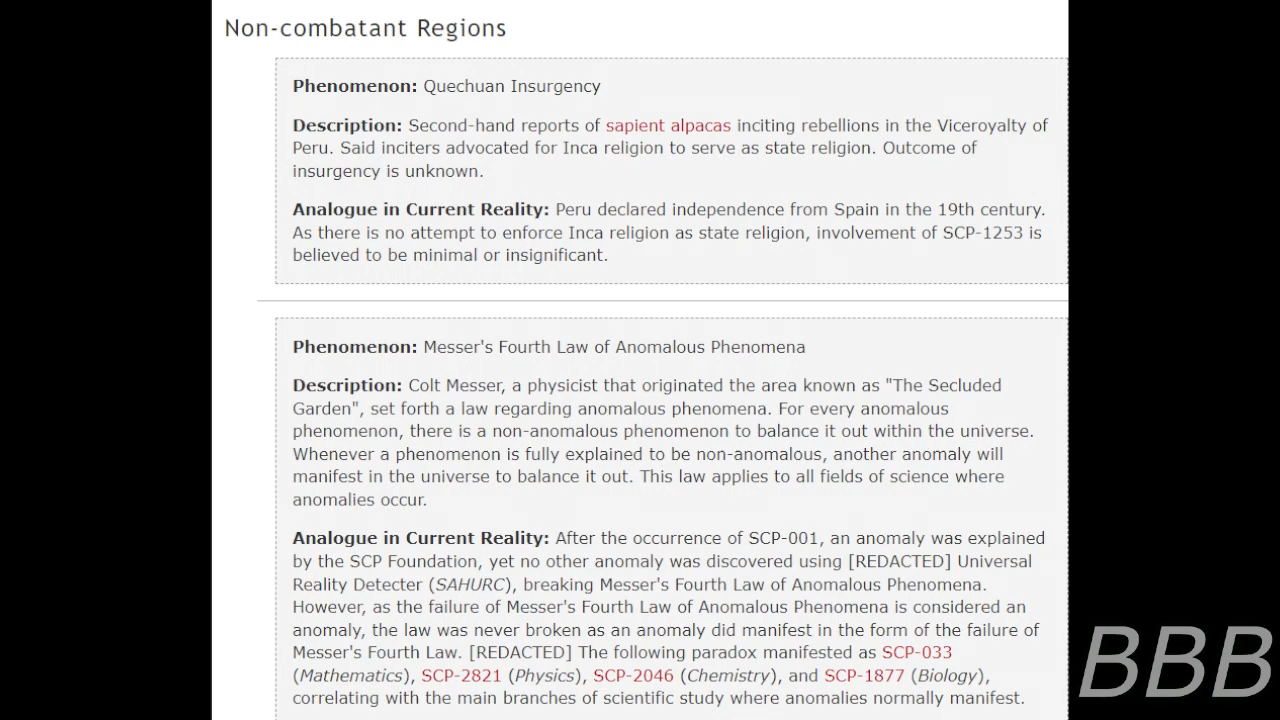 Non-combatant Regions
Phenomenon: Quechuan Insurgency
Description: Second-hand reports of sapient alpacas inciting rebellions in the Viceroyalty of
Peru. Said inciters advocated for Inca religion to serve as state religion. Outcome of
insurgency is unknown.
Analogue in Current Reality: Peru declared independence from Spain in the 19th century.
As there is no attempt to enforce Inca religion as state religion, involvement of SCP-1253 is
believed to be minimal or insignificant.
Phenomenon: Messer's Fourth Law of Anomalous Phenomena
Description: Colt Messer, a physicist that originated the area known as "The Secluded
Garden", set forth a law regarding anomalous phenomena. For every anomalous
phenomenon, there is a non-anomalous phenomenon to balance it out within the universe.
Whenever a phenomenon is fully explained to be non-anomalous, another anomaly will
manifest in the universe to balance it out. This law applies to all fields of science where
anomalies occur.
Analogue in Current Reality: After the occurrence of SCP-001, an anomaly was explained
by the SCP Foundation, yet no other anomaly was discovered using [REDACTED] Universal
Reality Detecter (SAHURC), breaking Messer's Fourth Law of Anomalous Phenomena.
However, as the failure of Messer's Fourth Law of Anomalous Phenomena is considered an
anomaly, the law was never broken as an anomaly did manifest in the form of the failure of
Messer's Fourth Law. [REDACTED] The following paradox manifested as SCP-033
(Mathematics), SCP-2821 (Physics), SCP-2046 (Chemistry), and SCP-1877 (Biology),
correlating with the main branches of scientific study where anomalies normally manifest.
BBB